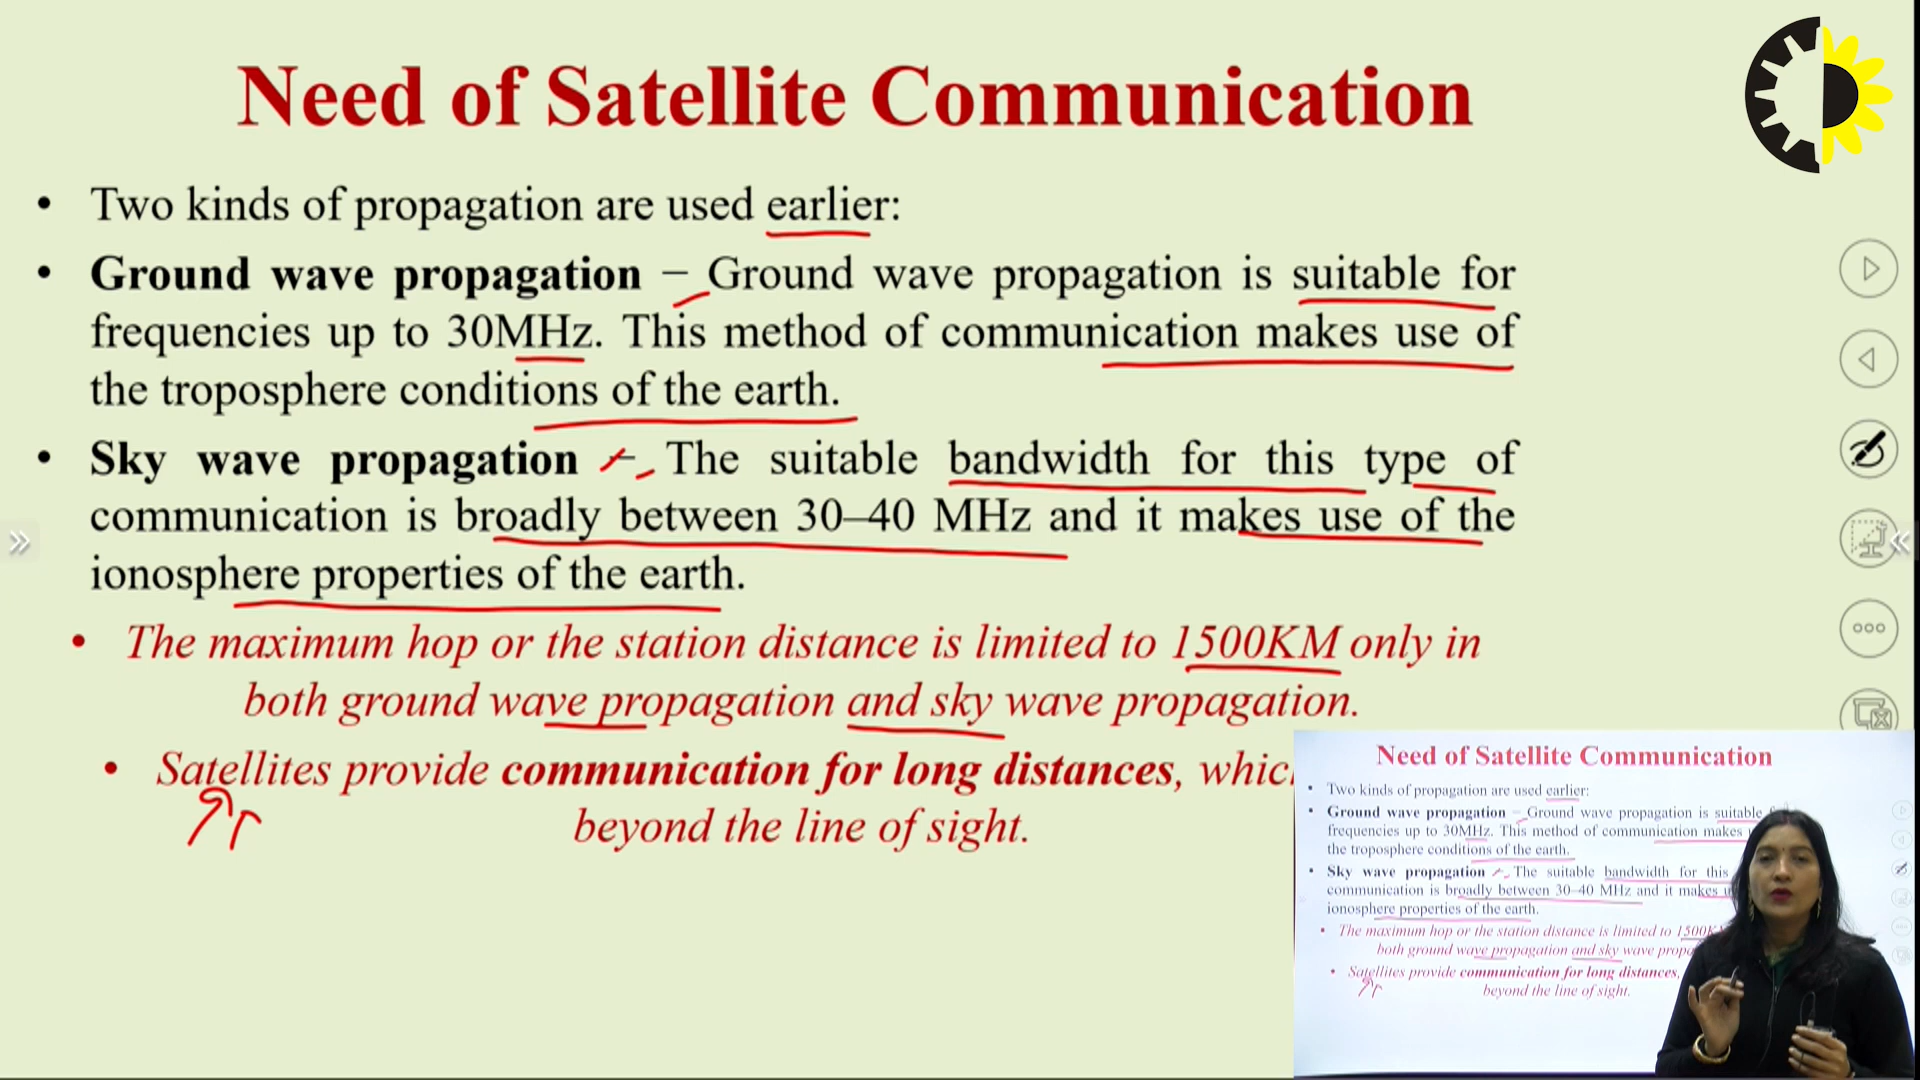 Need of Satellite Communication
• Two kinds of propagation are used earlier:
• Ground wave propagation – Ground wave propagation is suitable for
frequencies up to 30MHz. This method of communication makes use of
the troposphere conditions of the earth.
• Sky wave propagation – The suitable bandwidth for this type of
communication is broadly between 30–40 MHz and it makes use of the
ionosphere properties of the earth.
• The maximum hop or the station distance is limited to 1500KM only in
both ground wave propagation and sky wave propagation.
• Satellites provide communication for long distances,
beyond the line of sight.
Need of Satellite Communication
• Two kinds of propagation are used earlier:
• Ground wave propagation – Ground wave propagation is suitable
frequencies up to 30MHz. This method of communication makes
the troposphere conditions of the earth.
• Sky wave propagation – The suitable bandwidth for this
communication is broadly between 30–40 MHz and it makes
ionosphere properties of the earth.
• The maximum hop or the station distance is limited to
both ground wave propagation and sky wave
• Satellites provide communication for long distances,
beyond the line of sight.